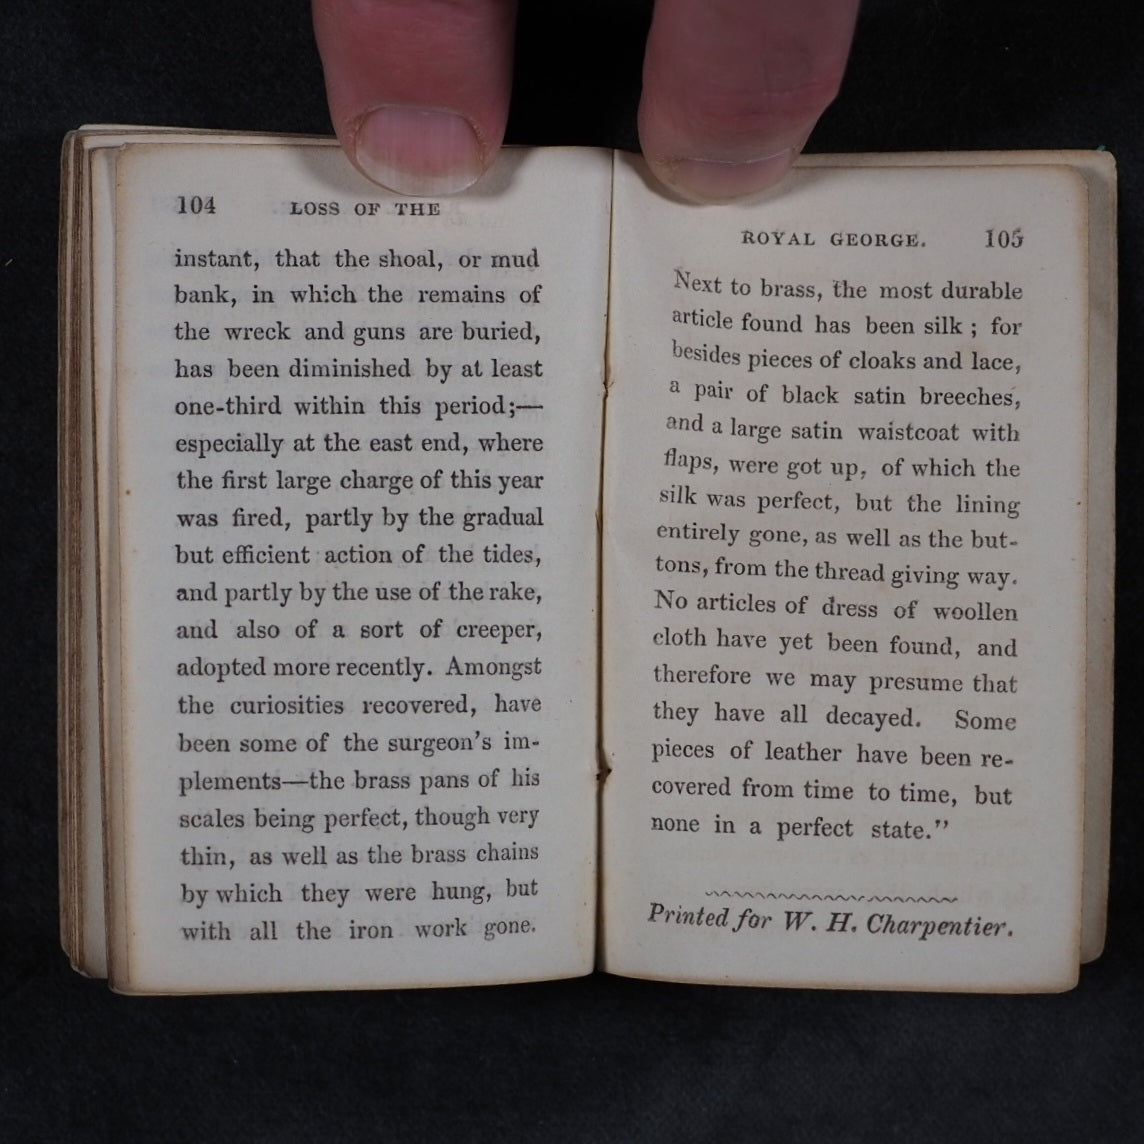 104 LOSS OF THE
instant, that the shoal, or mud
bank, in which the remains of
the wreck and guns are buried,
has been diminished by at least
one-third within this period;—
especially at the east end, where
the first large charge of this year
was fired, partly by the gradual
but efficient action of the tides,
and partly by the use of the rake,
and also of a sort of creeper,
adopted more recently. Amongst
the curiosities recovered, have
been some of the surgeon's im-
plements—the brass pans of his
scales being perfect, though very
thin, as well as the brass chains
by which they were hung, but
with all the iron work gone.
ROYAL GEORGE. 105
Next to brass, the most durable
article found has been silk ; for
besides pieces of cloaks and lace,
a pair of black satin breeches,
and a large satin waistcoat with
flaps, were got up, of which the
silk was perfect, but the lining
entirely gone, as well as the but-
tons, from the thread giving way.
No articles of dress of woollen
cloth have yet been found, and
therefore we may presume that
they have all decayed. Some
pieces of leather have been re-
covered from time to time, but
none in a perfect state."
Printed for W. H. Charpentier.